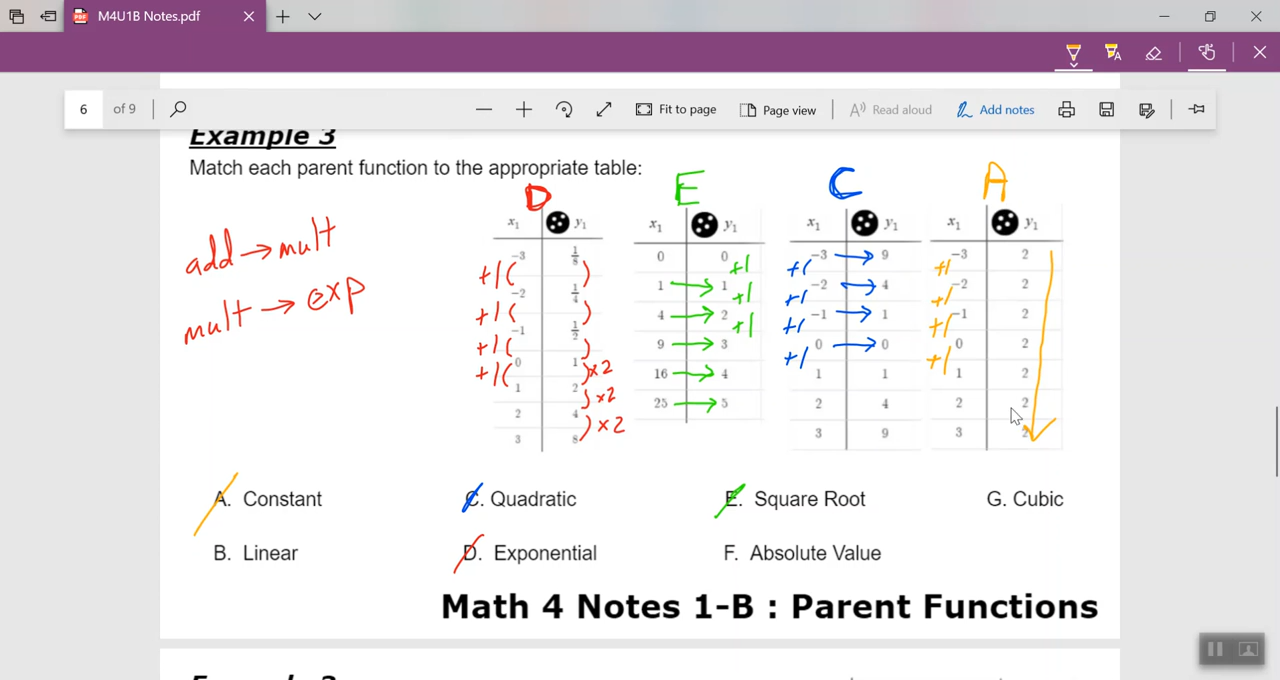 M4U1B Notes.pdf
6 of 9
Fit to page
Page view
Read aloud
Add notes
Example 3
Match each parent function to the appropriate table:
D E C A
add → mult
mult → exp
x₁ y₁
-3 1/8
-2 1/4
-1 1/2
0 1
1 2
2 4
3 8
+1
+1
+1
+1
×2
×2
×2
x₁ y₁
0 0
1 → 1
4 → 2
9 → 3
16 → 4
25 → 5
+1
+1
+1
x₁ y₁
-3 → 9
-2 → 4
-1 → 1
0 → 0
1 1
2 4
3 9
+1
+1
+1
+1
x₁ y₁
-3 2
-2 2
-1 2
0 2
1 2
2 2
3 2
+1
+1
+1
+1
A. Constant
C. Quadratic
E. Square Root
G. Cubic
B. Linear
D. Exponential
F. Absolute Value
Math 4 Notes 1-B : Parent Functions